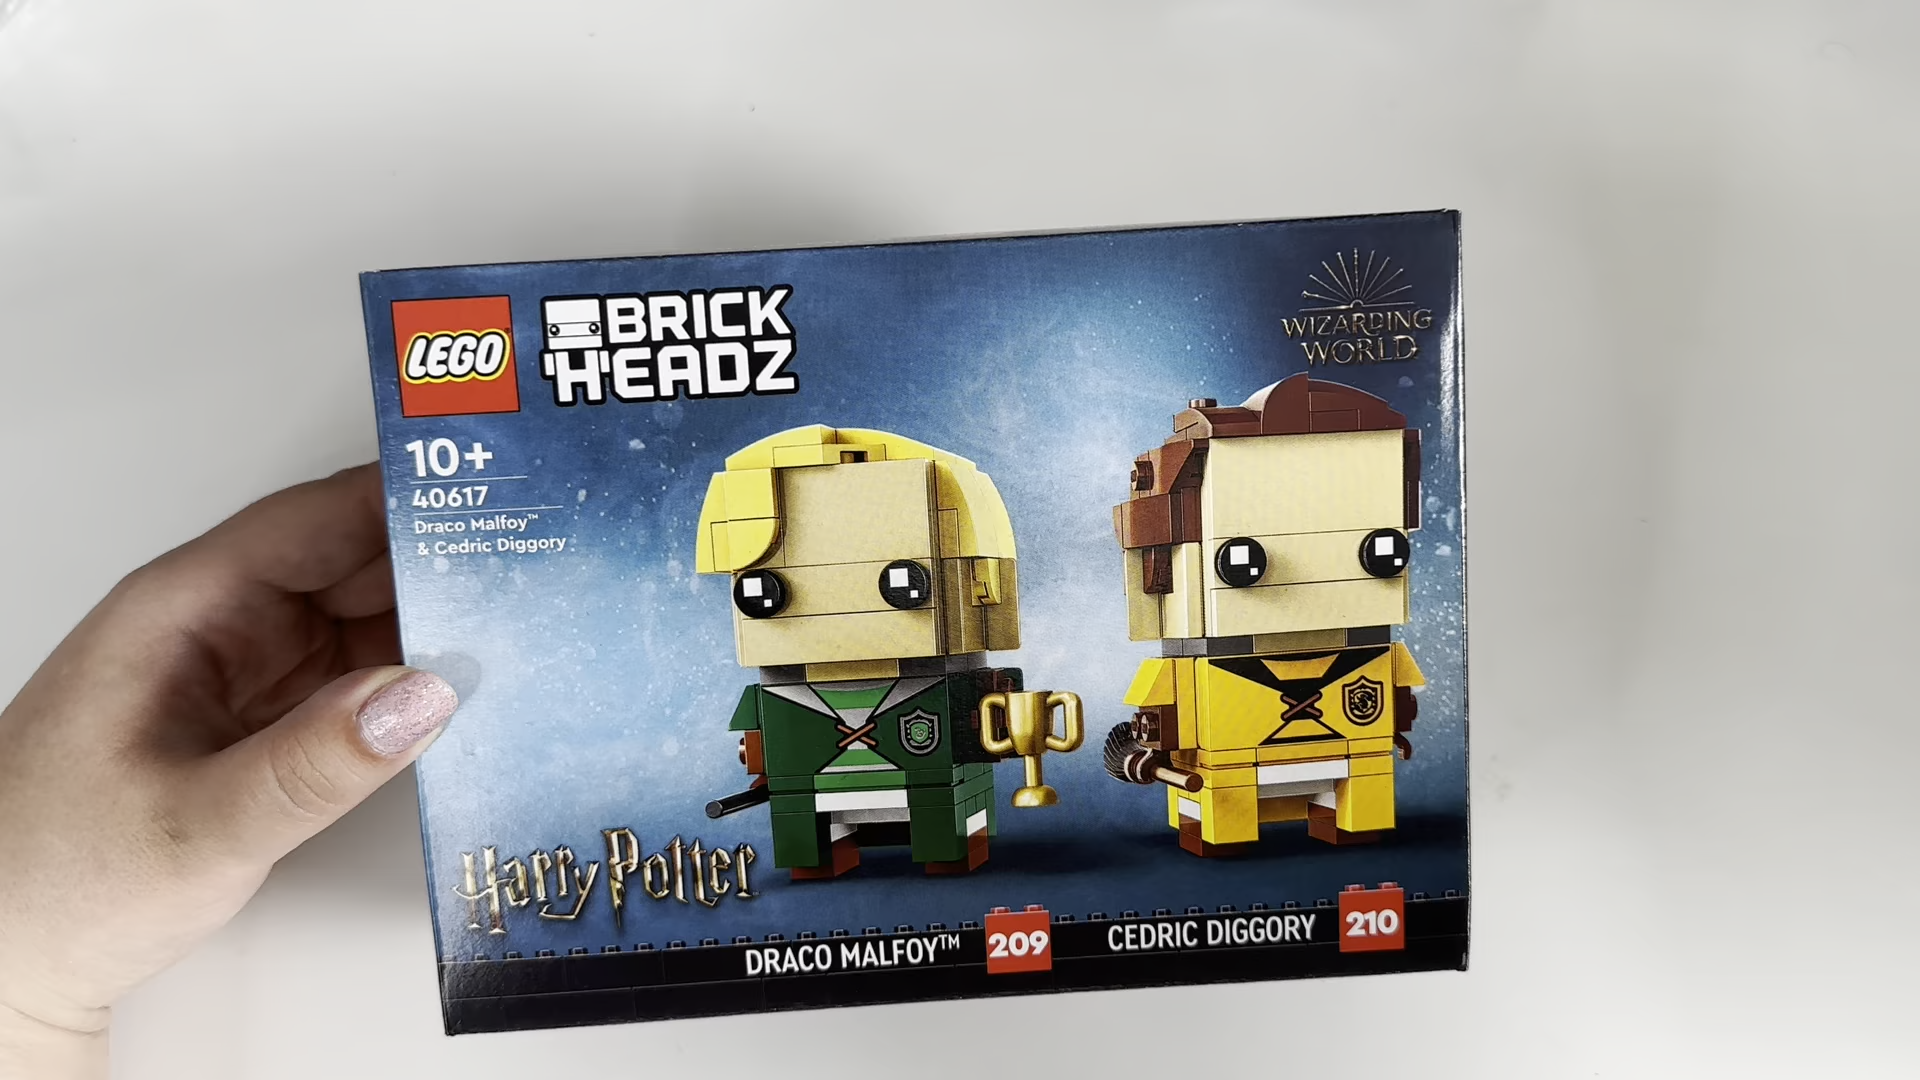 LEGO
BRICK
HEADZ
WIZARDING
WORLD
10+
40617
Draco Malfoy™
& Cedric Diggory
Harry Potter
DRACO MALFOY™ 209
CEDRIC DIGGORY 210